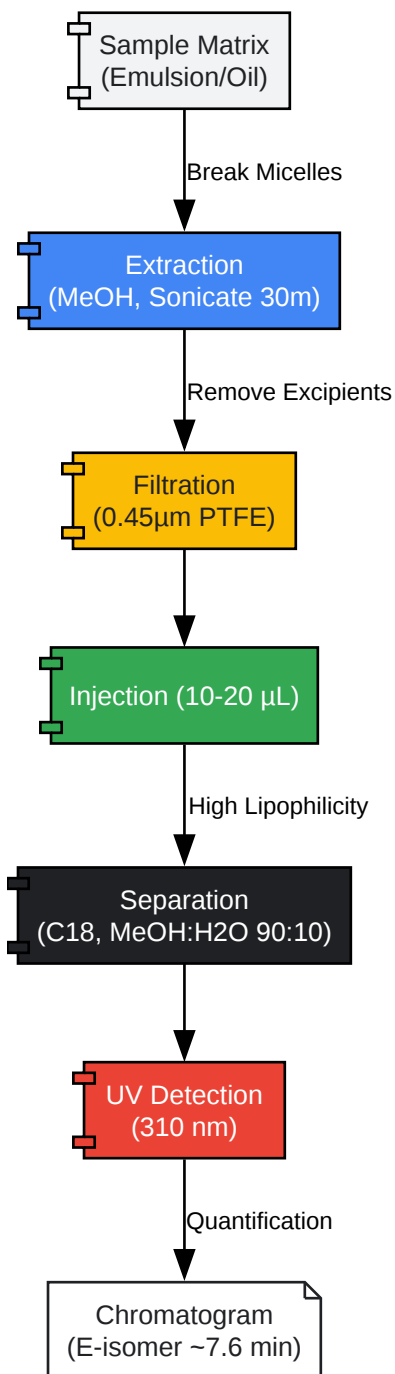 Sample Matrix
(Emulsion/Oil)
Break Micelles
Extraction
(MeOH, Sonicate 30m)
Remove Excipients
Filtration
(0.45µm PTFE)
Injection (10-20 µL)
High Lipophilicity
Separation
(C18, MeOH:H2O 90:10)
UV Detection
(310 nm)
Quantification
Chromatogram
(E-isomer ~7.6 min)